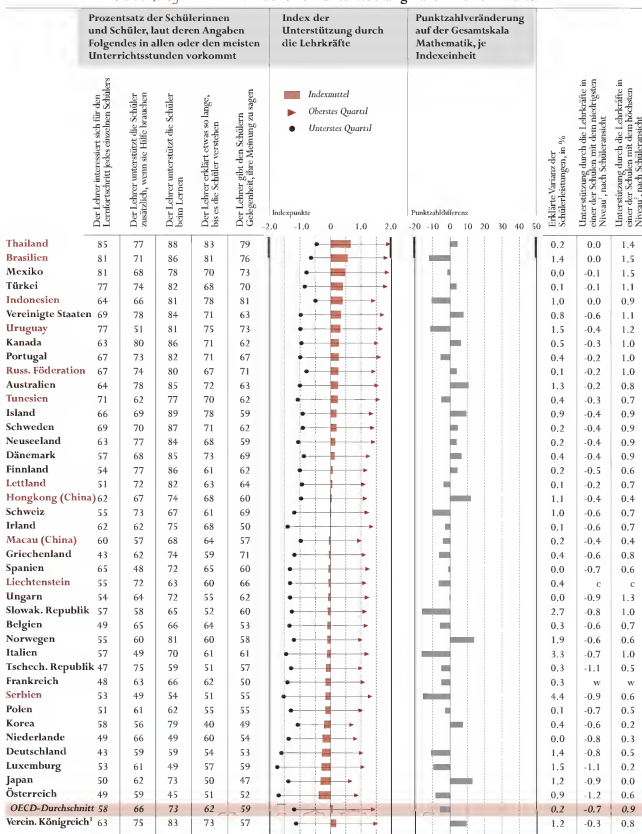 Prozentsatz der Schülerinnen
und Schüler, laut deren Angaben
Folgendes in allen oder den meisten
Unterrichtsstunden vorkommt
Index der
Unterstützung durch
die Lehrkräfte
Punktzahlveränderung
auf der Gesamtskala
Mathematik, je
Indexeinheit
Der Lehrer interessiert sich für den
Lernfortschritt jedes einzelnen Schülers
Der Lehrer unterstützt die Schüler
zusätzlich, wenn sie Hilfe brauchen
Der Lehrer unterstützt die Schüler
beim Lernen
Der Lehrer erklärt etwas so lange,
bis es die Schüler verstehen
Der Lehrer gibt den Schülern
Gelegenheit, ihre Meinung zu sagen
Indexmittel
Oberstes Quartil
Unterstes Quartil
Erklärte Varianz der
Schülerleistungen, in %
Unterstützung durch die Lehrkräfte in
einer der Schulen mit dem niedrigsten
Niveau¹, nach Schüleransicht
Unterstützung durch die Lehrkräfte in
einer der Schulen mit dem höchsten
Niveau¹, nach Schüleransicht
Indexpunkte
Punktzahldifferenz
-2.0 -1.0 0 1.0 2.0
-20 -10 0 10 20 30 40 50
Thailand 85 77 88 83 79 0.2 0.0 1.4
Brasilien 81 71 86 81 76 1.4 0.0 1.5
Mexiko 81 68 78 70 73 0.0 -0.1 1.5
Türkei 77 74 82 68 70 0.1 -0.1 1.1
Indonesien 64 66 81 78 81 1.0 0.0 0.9
Vereinigte Staaten 69 78 84 71 63 0.8 -0.6 1.1
Uruguay 77 51 81 75 73 1.5 -0.4 1.2
Kanada 63 80 86 71 62 0.5 -0.3 1.0
Portugal 67 73 82 71 67 0.4 -0.2 1.0
Russ. Föderation 67 74 80 67 71 0.1 -0.2 1.0
Australien 64 78 85 72 63 1.3 -0.2 0.8
Tunesien 71 62 77 70 62 0.4 -0.3 0.7
Island 66 69 89 78 59 0.9 -0.4 0.9
Schweden 69 70 87 71 62 0.2 -0.4 0.9
Neuseeland 63 77 84 68 59 0.2 -0.4 0.9
Dänemark 57 68 85 73 69 0.4 -0.4 0.9
Finnland 54 77 86 61 62 0.2 -0.5 0.6
Lettland 51 72 82 63 64 0.1 -0.2 0.7
Hongkong (China) 62 67 74 68 60 1.1 -0.4 0.4
Schweiz 55 73 67 61 69 1.0 -0.6 0.7
Irland 62 62 75 68 50 0.1 -0.6 0.7
Macau (China) 60 57 68 64 57 0.2 -0.4 0.4
Griechenland 43 62 74 59 71 0.4 -0.6 0.8
Spanien 65 48 72 65 60 0.0 -0.7 0.6
Liechtenstein 55 72 63 60 66 0.4 c c
Ungarn 54 64 72 55 62 0.0 -0.9 1.3
Slowak. Republik 57 58 65 52 60 2.7 -0.8 1.0
Belgien 49 65 66 64 53 0.3 -0.6 0.7
Norwegen 55 60 81 60 58 1.9 -0.6 0.6
Italien 57 49 70 61 61 3.3 -0.7 1.0
Tschech. Republik 47 75 59 51 57 0.3 -1.1 0.5
Frankreich 48 63 66 62 50 0.3 w w
Serbien 53 49 54 51 55 4.4 -0.9 0.6
Polen 51 61 62 55 55 0.1 -0.7 0.5
Korea 58 56 79 40 49 0.4 -0.6 0.2
Niederlande 49 66 49 60 54 0.0 -0.8 0.3
Deutschland 43 59 59 54 53 1.4 -0.8 0.5
Luxemburg 53 61 49 57 59 1.5 -1.1 0.2
Japan 50 62 73 50 47 1.2 -0.9 0.0
Österreich 49 59 45 51 52 0.9 -1.2 0.6
OECD-Durchschnitt 58 66 73 62 59 0.2 -0.7 0.9
Verein. Königreich² 63 75 83 73 57 1.2 -0.3 0.8